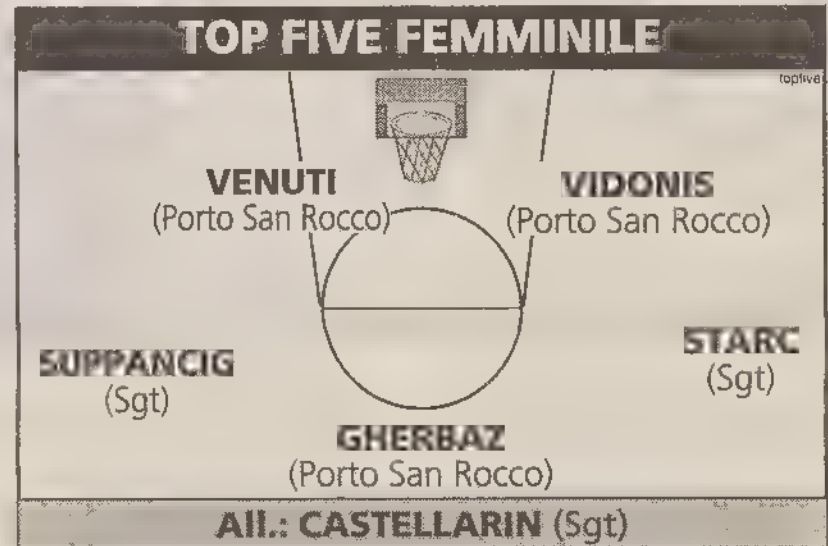 TOP FIVE FEMMINILE
topfive
VENUTI
(Porto San Rocco)
VIDONIS
(Porto San Rocco)
SUPPANCIG
(Sgt)
STARC
(Sgt)
GHERBAZ
(Porto San Rocco)
All.: CASTELLARIN (Sgt)